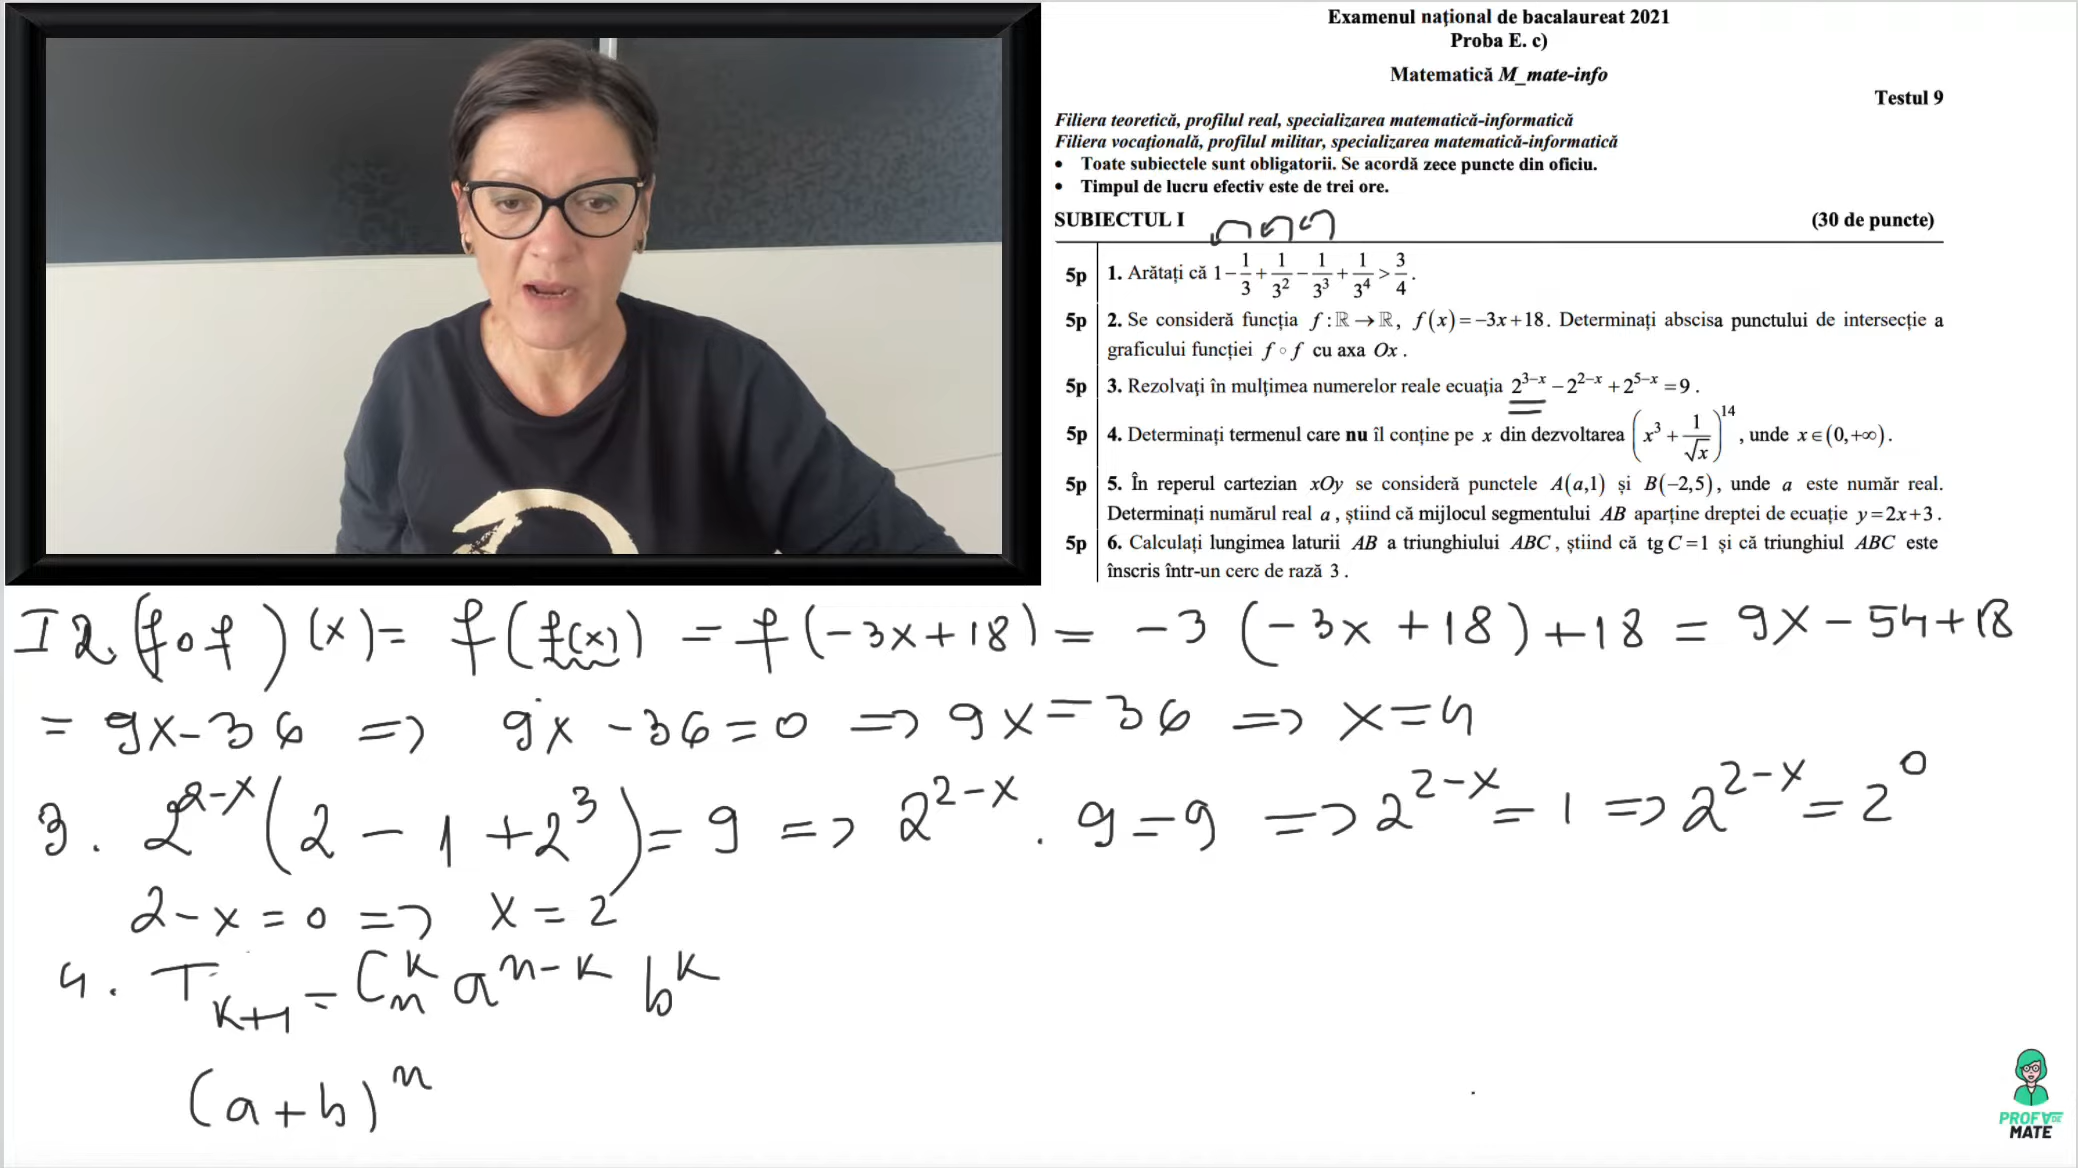 Examenul național de bacalaureat 2021
Proba E. c)
Matematică M_mate-info
Testul 9
Filiera teoretică, profilul real, specializarea matematică-informatică
Filiera vocațională, profilul militar, specializarea matematică-informatică
• Toate subiectele sunt obligatorii. Se acordă zece puncte din oficiu.
• Timpul de lucru efectiv este de trei ore.
SUBIECTUL I (30 de puncte)
5p 1. Arătați că 1 − 1/3 + 1/3² − 1/3³ + 1/3⁴ > 3/4 .
5p 2. Se consideră funcția f : ℝ → ℝ, f(x) = −3x + 18. Determinați abscisa punctului de intersecție a
graficului funcției f ∘ f cu axa Ox .
5p 3. Rezolvați în mulțimea numerelor reale ecuația 2^(3−x) − 2^(2−x) + 2^(5−x) = 9 .
5p 4. Determinați termenul care nu îl conține pe x din dezvoltarea (x³ + 1/√x)^14 , unde x ∈ (0,+∞) .
5p 5. În reperul cartezian xOy se consideră punctele A(a,1) și B(−2,5), unde a este număr real.
Determinați numărul real a , știind că mijlocul segmentului AB aparține dreptei de ecuație y = 2x + 3 .
5p 6. Calculați lungimea laturii AB a triunghiului ABC , știind că tg C = 1 și că triunghiul ABC este
înscris într-un cerc de rază 3 .
I 2. (f∘f)(x) = f(f(x)) = f(−3x+18) = −3(−3x+18)+18 = 9x−54+18
= 9x−36 => 9x−36=0 => 9x=36 => x=4
3. 2^(2−x) (2 − 1 + 2³) = 9 => 2^(2−x) . 9 = 9 => 2^(2−x) = 1 => 2^(2−x) = 2^0
2−x = 0 => x = 2
4. T_(k+1) = C_n^k a^(n−k) b^k
(a+b)^n
PROFA DE
MATE